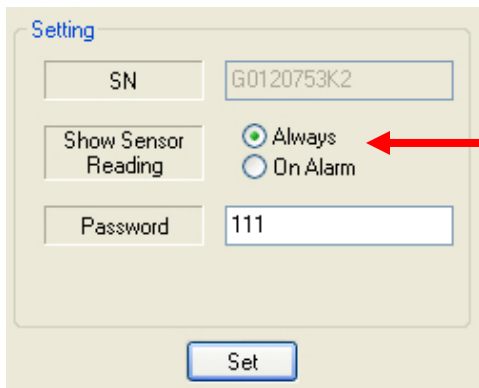 Setting
SN
G0120753K2
Show Sensor
Reading
Always
On Alarm
Password
111
Set